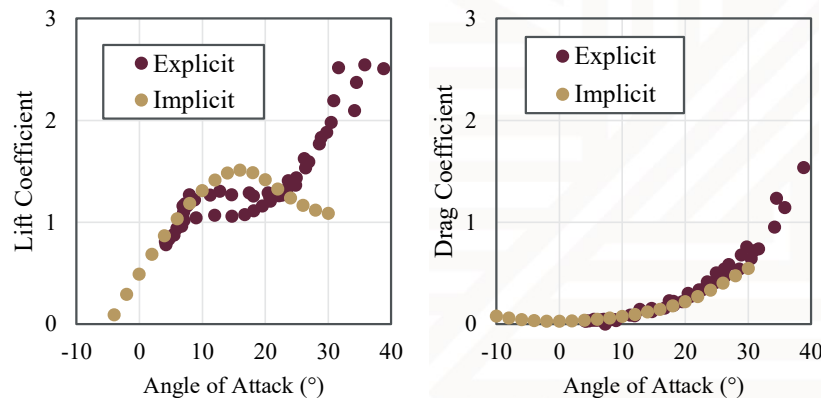 3
2
1
0
-10 0 10 20 30 40
Lift Coefficient
Angle of Attack (°)
Explicit
Implicit
3
2
1
0
-10 0 10 20 30 40
Drag Coefficient
Angle of Attack (°)
Explicit
Implicit